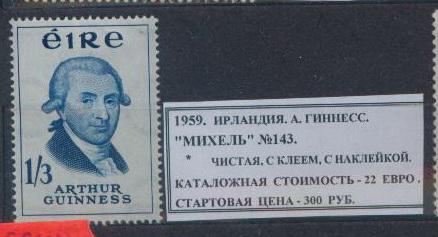 éIRe
1/3
ARTHUR
GUINNESS
1959. ИРЛАНДИЯ. А. ГИННЕСС.
"МИХЕЛЬ" №143.
* ЧИСТАЯ, С КЛЕЕМ, С НАКЛЕЙКОЙ.
КАТАЛОЖНАЯ СТОИМОСТЬ - 22 ЕВРО.
СТАРТОВАЯ ЦЕНА - 300 РУБ.